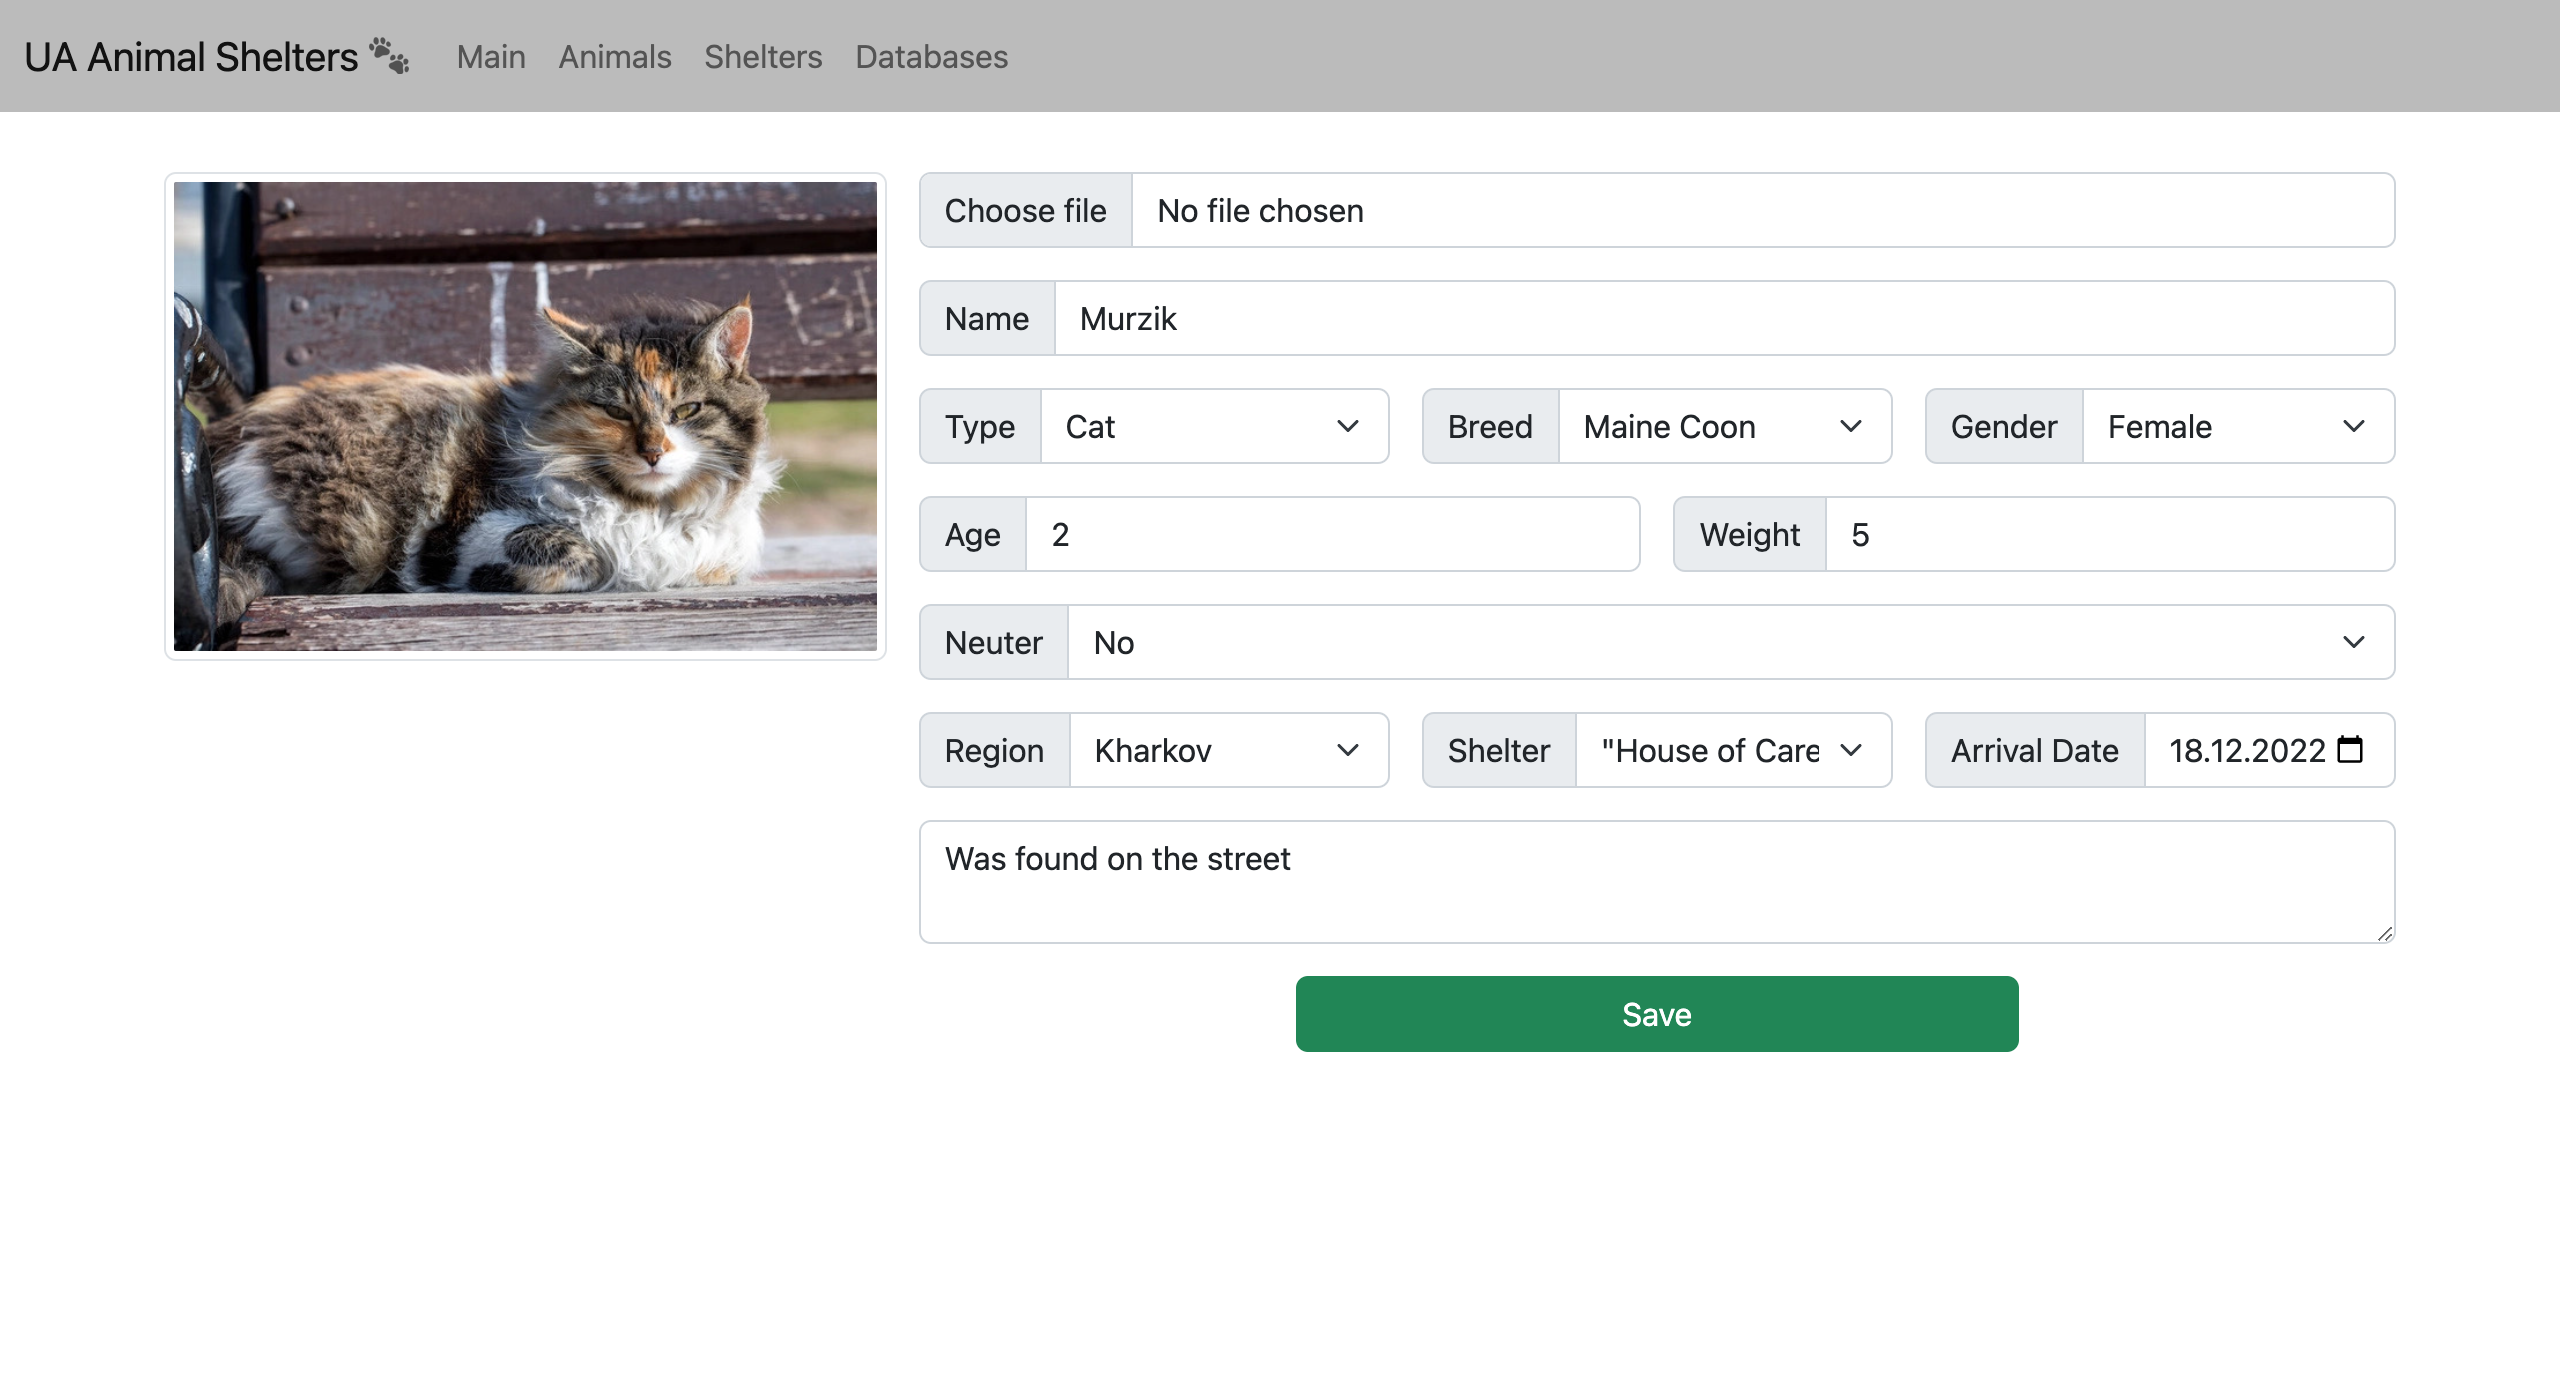 UA Animal Shelters Main Animals Shelters Databases
Choose file No file chosen
Name Murzik
Type Cat Breed Maine Coon Gender Female
Age 2 Weight 5
Neuter No
Region Kharkov Shelter "House of Care Arrival Date 18.12.2022
Was found on the street
Save